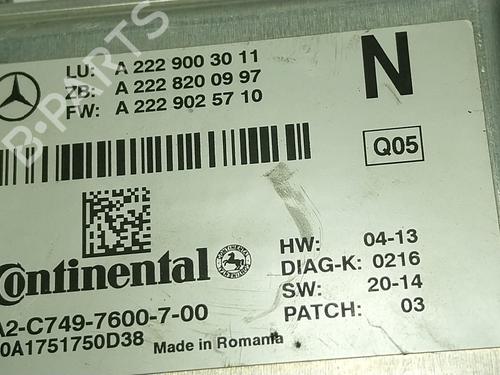 LU: A 222 900 30 11
ZB: A 222 820 09 97
FW: A 222 902 57 10
N
Q05
B-PARTS
Continental
HW: 04-13
DIAG-K: 0216
SW: 20-14
PATCH: 03
A2-C749-7600-7-00
0A1751750D38
Made in Romania